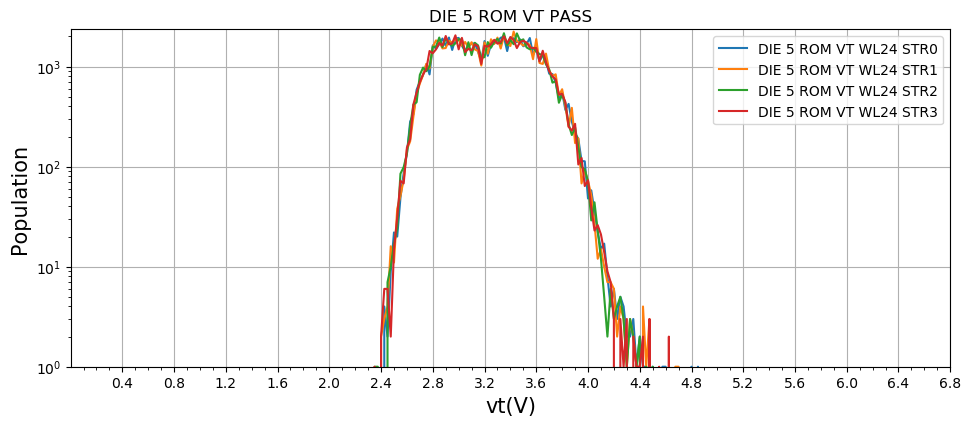 DIE 5 ROM VT PASS
DIE 5 ROM VT WL24 STR0
DIE 5 ROM VT WL24 STR1
DIE 5 ROM VT WL24 STR2
DIE 5 ROM VT WL24 STR3
Population
10³
10²
10¹
10⁰
0.4 0.8 1.2 1.6 2.0 2.4 2.8 3.2 3.6 4.0 4.4 4.8 5.2 5.6 6.0 6.4 6.8
vt(V)